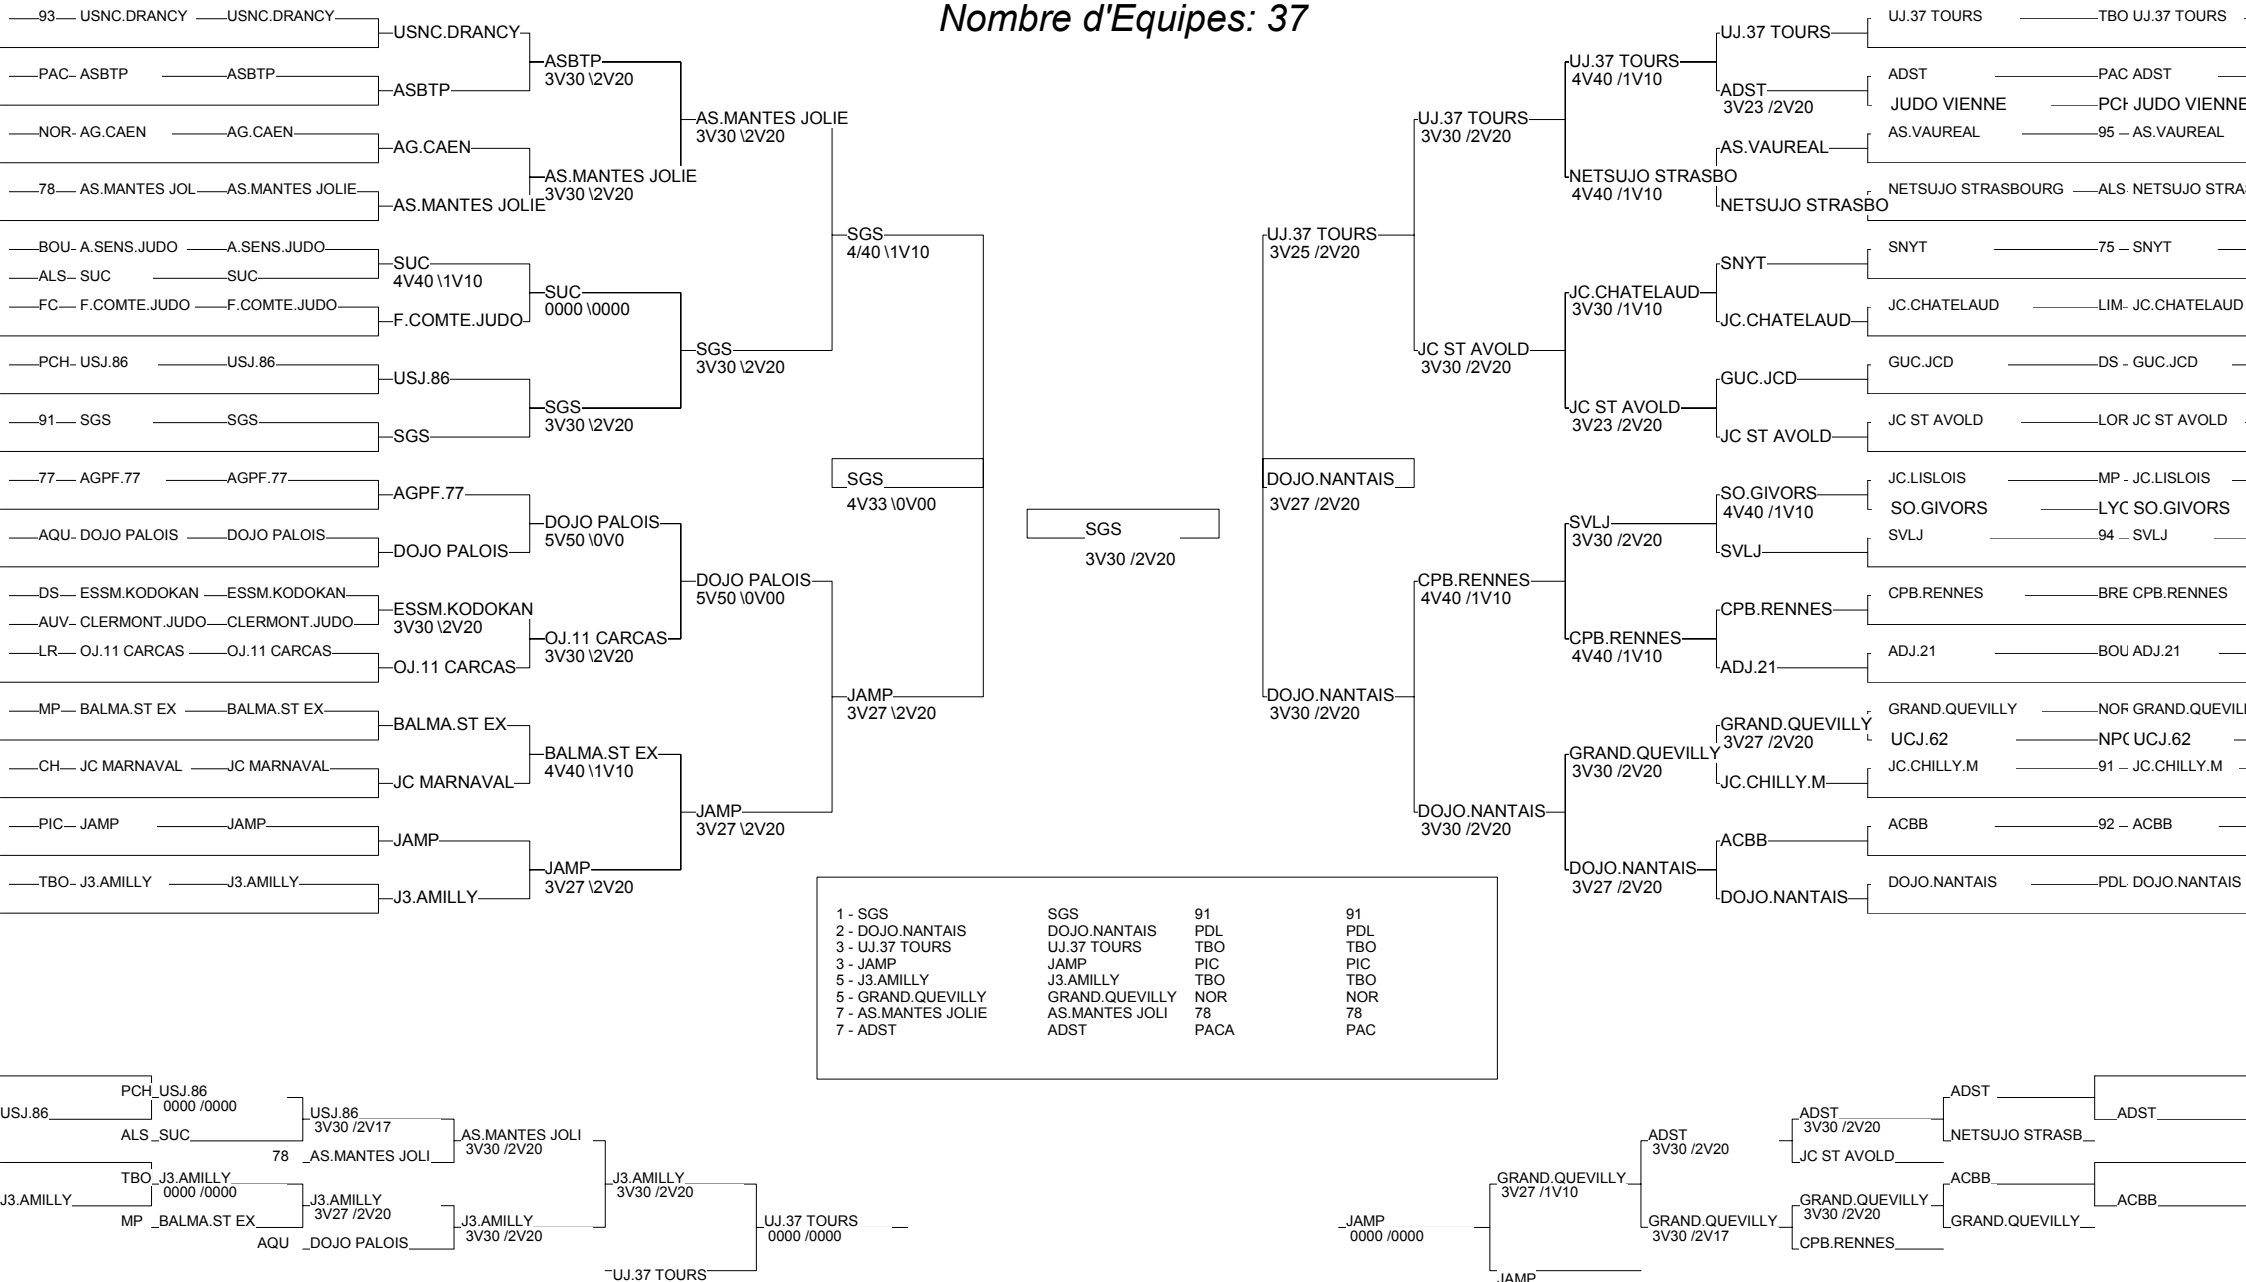 Nombre d'Equipes: 37
93 USNC.DRANCY USNC.DRANCY
PAC ASBTP ASBTP
NOR AG.CAEN AG.CAEN
78 AS.MANTES JOL AS.MANTES JOLIE
BOU A.SENS.JUDO A.SENS.JUDO
ALS SUC SUC
FC F.COMTE.JUDO F.COMTE.JUDO
PCH USJ.86 USJ.86
91 SGS SGS
77 AGPF.77 AGPF.77
AQU DOJO PALOIS DOJO PALOIS
DS ESSM.KODOKAN ESSM.KODOKAN
AUV CLERMONT.JUDO CLERMONT.JUDO
LR OJ.11 CARCAS OJ.11 CARCAS
MP BALMA.ST EX BALMA.ST EX
CH JC MARNAVAL JC MARNAVAL
PIC JAMP JAMP
TBO J3.AMILLY J3.AMILLY
USNC.DRANCY
ASBTP
AG.CAEN
AS.MANTES JOLIE
SUC
4V40 \1V10
F.COMTE.JUDO
USJ.86
SGS
AGPF.77
DOJO PALOIS
ESSM.KODOKAN
3V30 \2V20
OJ.11 CARCAS
BALMA.ST EX
JC MARNAVAL
JAMP
J3.AMILLY
ASBTP
3V30 \2V20
AS.MANTES JOLIE
3V30 \2V20
SUC
0000 \0000
SGS
3V30 \2V20
DOJO PALOIS
5V50 \0V0
OJ.11 CARCAS
3V30 \2V20
BALMA.ST EX
4V40 \1V10
JAMP
3V27 \2V20
AS.MANTES JOLIE
3V30 \2V20
SGS
3V30 \2V20
DOJO PALOIS
5V50 \0V00
JAMP
3V27 \2V20
SGS
4/40 \1V10
JAMP
3V27 \2V20
SGS
4V33 \0V00
SGS
3V30 /2V20
DOJO.NANTAIS
3V27 /2V20
UJ.37 TOURS
3V25 /2V20
DOJO.NANTAIS
3V30 /2V20
UJ.37 TOURS
3V30 /2V20
JC ST AVOLD
3V30 /2V20
CPB.RENNES
4V40 /1V10
DOJO.NANTAIS
3V30 /2V20
UJ.37 TOURS
4V40 /1V10
NETSUJO STRASBO
4V40 /1V10
JC.CHATELAUD
3V30 /1V10
JC ST AVOLD
3V23 /2V20
SVLJ
3V30 /2V20
CPB.RENNES
4V40 /1V10
GRAND.QUEVILLY
3V30 /2V20
DOJO.NANTAIS
3V27 /2V20
UJ.37 TOURS
ADST
3V23 /2V20
AS.VAUREAL
NETSUJO STRASBO
SNYT
JC.CHATELAUD
GUC.JCD
JC ST AVOLD
SO.GIVORS
4V40 /1V10
SVLJ
CPB.RENNES
ADJ.21
GRAND.QUEVILLY
3V27 /2V20
JC.CHILLY.M
ACBB
DOJO.NANTAIS
UJ.37 TOURS TBO UJ.37 TOURS
ADST PAC ADST
JUDO VIENNE PCH JUDO VIENNE
AS.VAUREAL 95 AS.VAUREAL
NETSUJO STRASBOURG ALS NETSUJO STRAS
SNYT 75 SNYT
JC.CHATELAUD LIM JC.CHATELAUD
GUC.JCD DS GUC.JCD
JC ST AVOLD LOR JC ST AVOLD
JC.LISLOIS MP JC.LISLOIS
SO.GIVORS LYC SO.GIVORS
SVLJ 94 SVLJ
CPB.RENNES BRE CPB.RENNES
ADJ.21 BOU ADJ.21
GRAND.QUEVILLY NOR GRAND.QUEVILL
UCJ.62 NPC UCJ.62
JC.CHILLY.M 91 JC.CHILLY.M
ACBB 92 ACBB
DOJO.NANTAIS PDL DOJO.NANTAIS
1 - SGS SGS 91 91
2 - DOJO.NANTAIS DOJO.NANTAIS PDL PDL
3 - UJ.37 TOURS UJ.37 TOURS TBO TBO
3 - JAMP JAMP PIC PIC
5 - J3.AMILLY J3.AMILLY TBO TBO
5 - GRAND.QUEVILLY GRAND.QUEVILLY NOR NOR
7 - AS.MANTES JOLIE AS.MANTES JOLI 78 78
7 - ADST ADST PACA PAC
USJ.86
J3.AMILLY
PCH USJ.86
0000 /0000
ALS SUC
TBO J3.AMILLY
0000 /0000
MP BALMA.ST EX
USJ.86
3V30 /2V17
78 AS.MANTES JOLI
J3.AMILLY
3V27 /2V20
AQU DOJO PALOIS
AS.MANTES JOLI
3V30 /2V20
J3.AMILLY
3V30 /2V20
J3.AMILLY
3V30 /2V20
UJ.37 TOURS
UJ.37 TOURS
0000 /0000
JAMP
0000 /0000
GRAND.QUEVILLY
3V27 /1V10
JAMP
ADST
3V30 /2V20
GRAND.QUEVILLY
3V30 /2V17
ADST
3V30 /2V20
JC ST AVOLD
GRAND.QUEVILLY
3V30 /2V20
CPB.RENNES
ADST
NETSUJO STRASB
ACBB
GRAND.QUEVILLY
ADST
ACBB